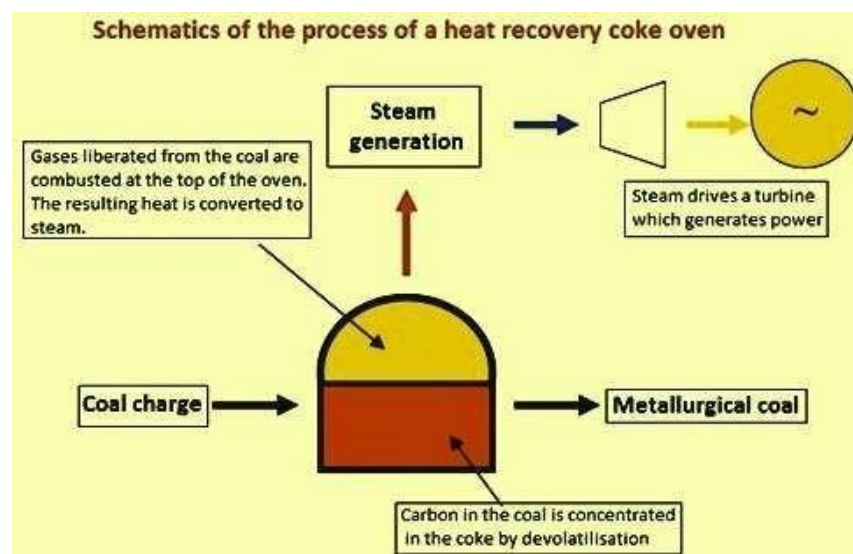 Schematics of the process of a heat recovery coke oven
Steam
generation
~
Gases liberated from the coal are
combusted at the top of the oven.
The resulting heat is converted to
steam.
Steam drives a turbine
which generates power
Coal charge
Metallurgical coal
Carbon in the coal is concentrated
in the coke by devolatilisation